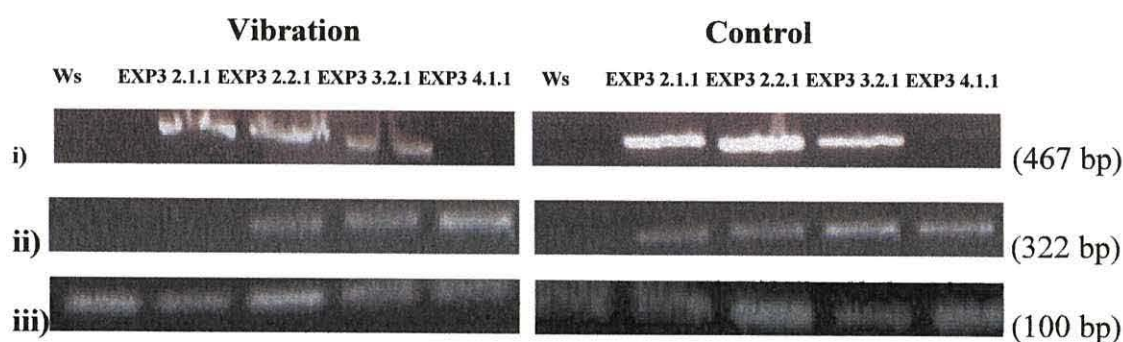 Vibration Control
Ws EXP3 2.1.1 EXP3 2.2.1 EXP3 3.2.1 EXP3 4.1.1 Ws EXP3 2.1.1 EXP3 2.2.1 EXP3 3.2.1 EXP3 4.1.1
i) (467 bp)
ii) (322 bp)
iii) (100 bp)